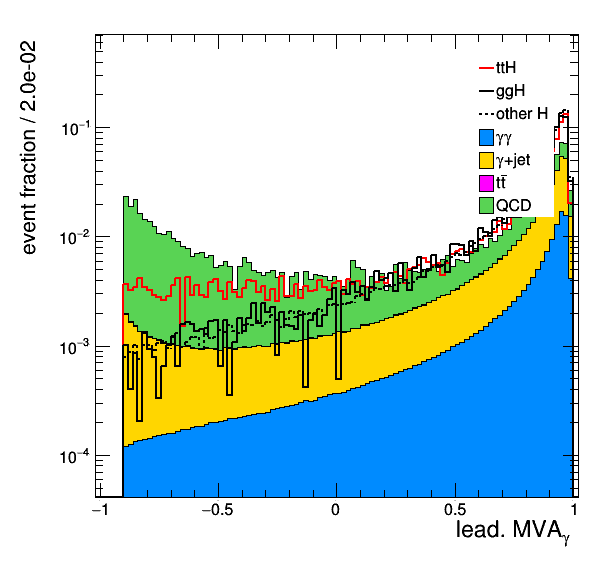 event fraction / 2.0e-02
ttH
ggH
other H
γγ
γ+jet
tt̄
QCD
10⁻¹
10⁻²
10⁻³
10⁻⁴
−1 −0.5 0 0.5 1
lead. MVAγ